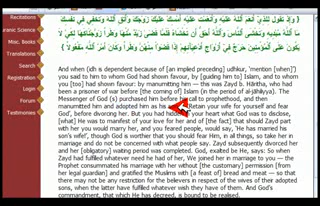 Recitations
وَإِذْ تَقُولُ لِلَّذِي أَنْعَمَ اللَّهُ عَلَيْهِ وَأَنْعَمْتَ عَلَيْهِ أَمْسِكْ عَلَيْكَ زَوْجَكَ وَاتَّقِ اللَّهَ وَتُخْفِي فِي نَفْسِكَ
Quranic Science
Misc. Books
Translations
Search
Registration
Login
Forum
Testimonies
And when (idh is dependent because of [an implied preceding] udhkur, 'mention [when]')
you said to him to whom God had shown favour, by [guiding him to] Islam, and to
whom you [too] had shown favour: by manumitting him — this was Zayd b. Hāritha, who had
been a prisoner of war [before the coming] of Islam (in the period of al-jāhiliyya). The
Messenger of God (s) purchased him before his call to prophethood, and then
manumitted him and adopted him as his 'Retain your wife for yourself and fear
God', before divorcing her. But you had hidden in your heart what God was to disclose,
[what] He was to manifest of your love for her and of [the fact] that should Zayd part
with her you would marry her, and you feared people, would say, 'He has married his
son's wife!', though God is worthier that you should fear Him, in all things, so take her in
marriage and do not be concerned with what people say. Zayd subsequently divorced her
and her [obligatory] waiting period was completed. God, exalted be He, says: So when
Zayd had fulfilled whatever need he had of her, We joined her in marriage to you — the
Prophet consummated his marriage with her without [the customary] permission [from
her legal guardian] and gratified the Muslims with [a feast of] bread and meat — so that
there may not be any restriction for the believers in respect of the wives of their adopted
sons, when the latter have fulfilled whatever wish they have of them. And God's
commandment, that which He has decreed, is bound to be realised.